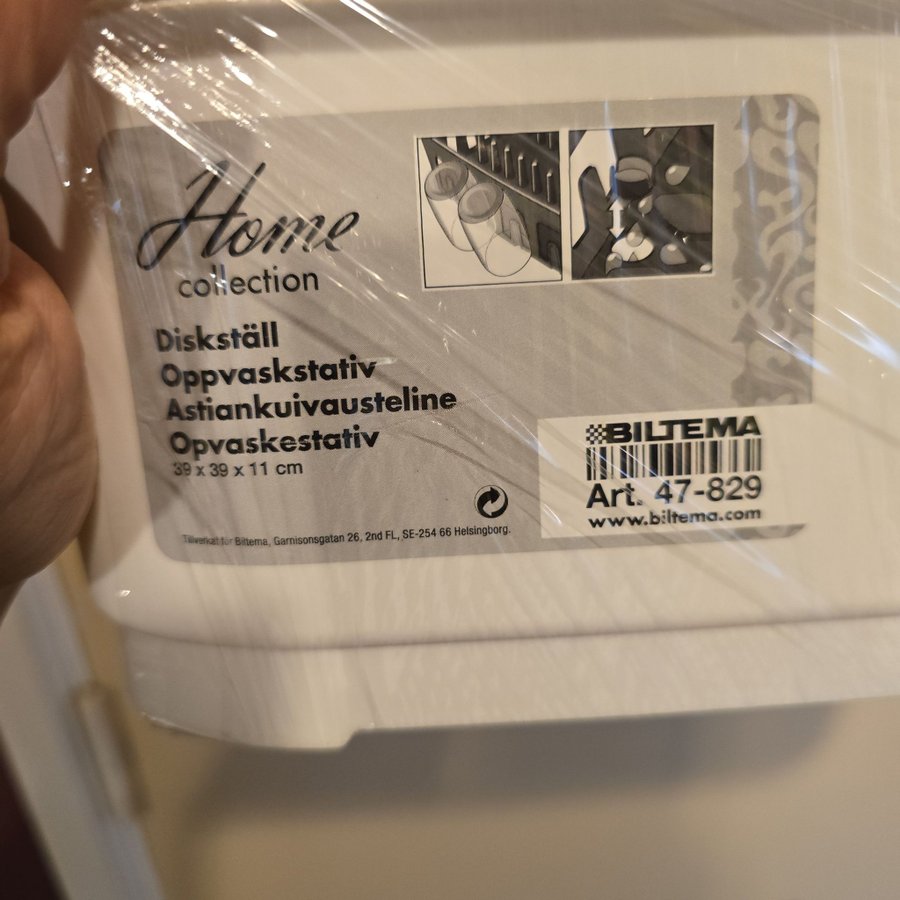 Home
collection
Diskställ
Oppvaskstativ
Astiankuivausteline
Opvaskestativ
39 x 39 x 11 cm
Tillverkat för Biltema, Garnisonsgatan 26, 2nd FL, SE-254 66 Helsingborg.
BILTEMA
Art. 47-829
www.biltema.com